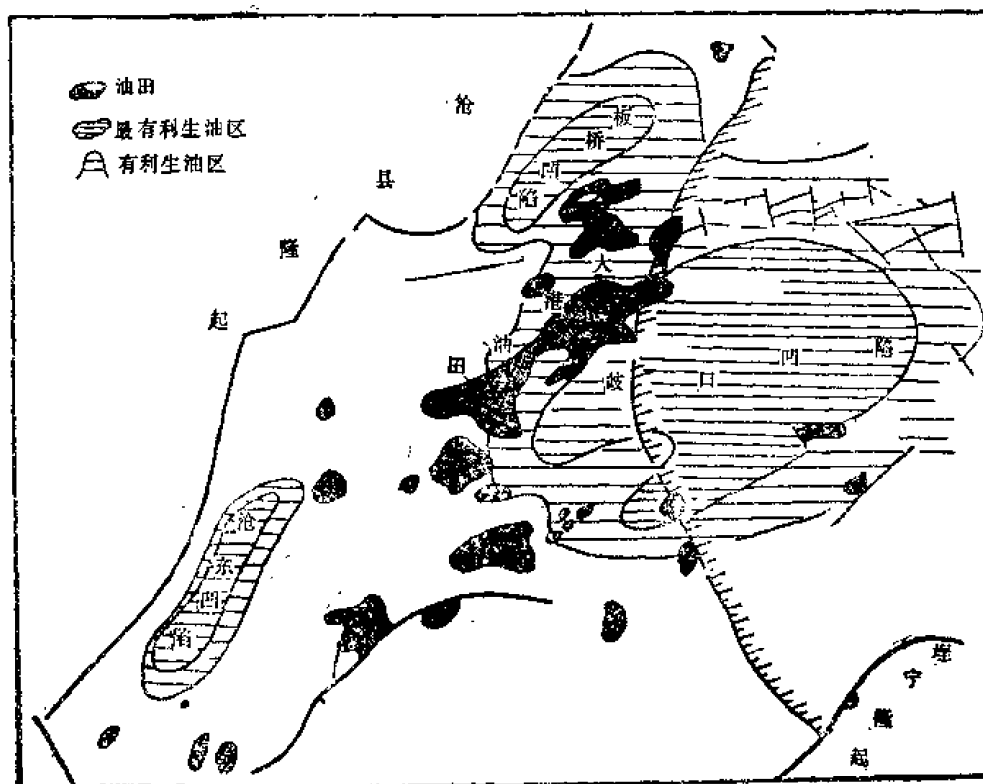 油田
最有利生油区
有利生油区
沧县隆起
板桥凹陷
大港油田
歧口凹陷
沧东凹陷
埕宁隆起